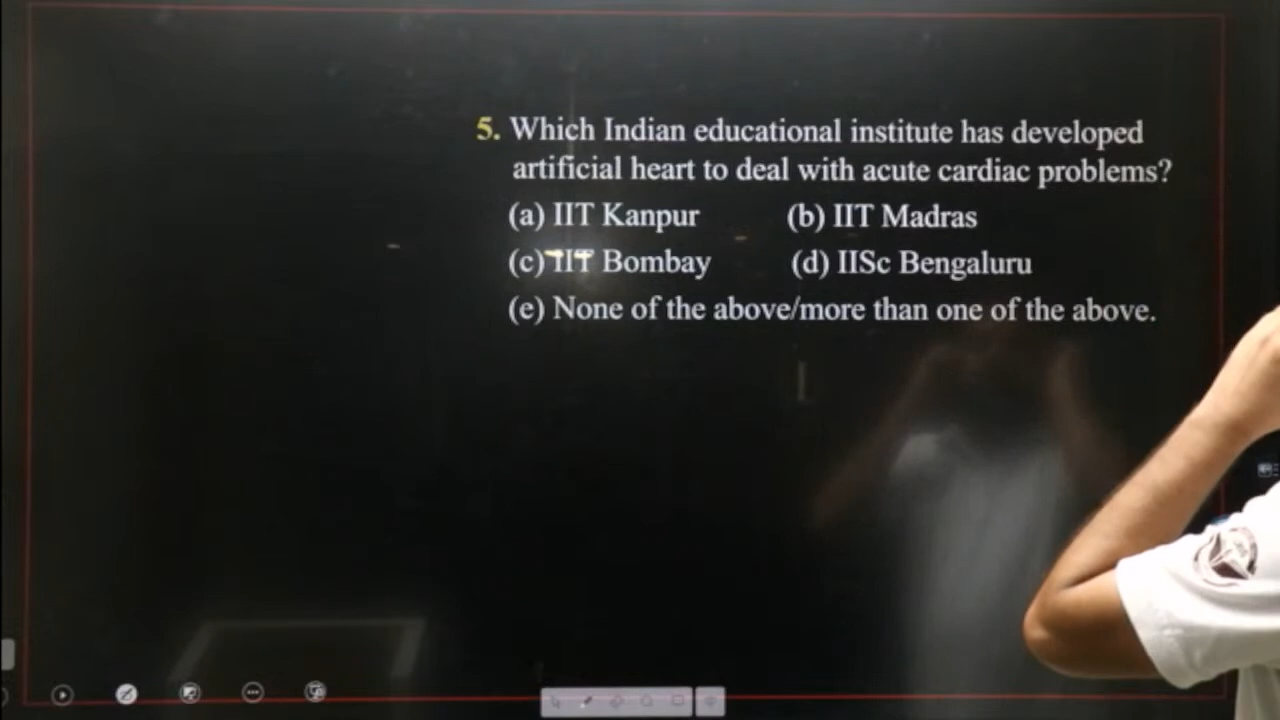 5. Which Indian educational institute has developed
artificial heart to deal with acute cardiac problems?
(a) IIT Kanpur (b) IIT Madras
(c) IIT Bombay (d) IISc Bengaluru
(e) None of the above/more than one of the above.